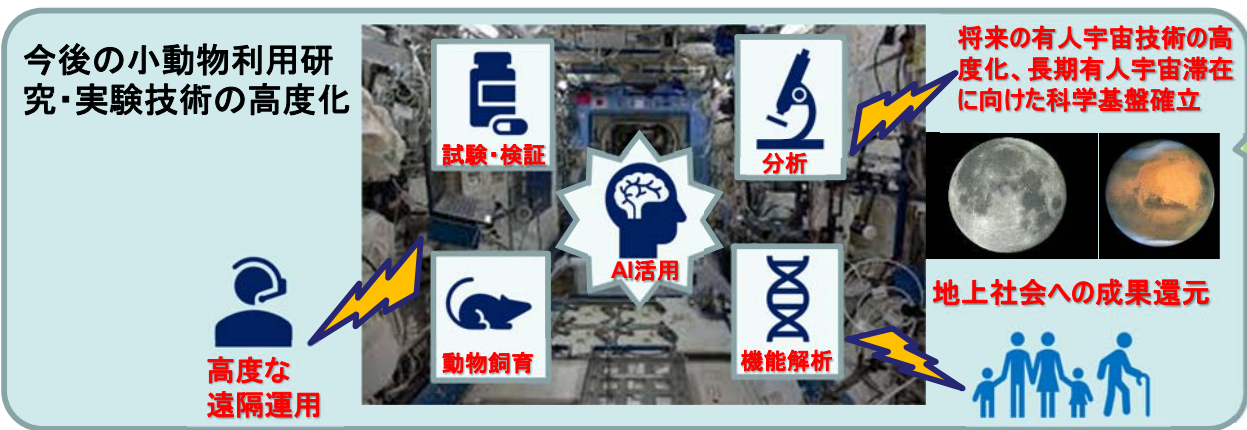 今後の小動物利用研
究・実験技術の高度化
試験・検証
分析
AI活用
動物飼育
機能解析
高度な
遠隔運用
将来の有人宇宙技術の高
度化、長期有人宇宙滞在
に向けた科学基盤確立
地上社会への成果還元